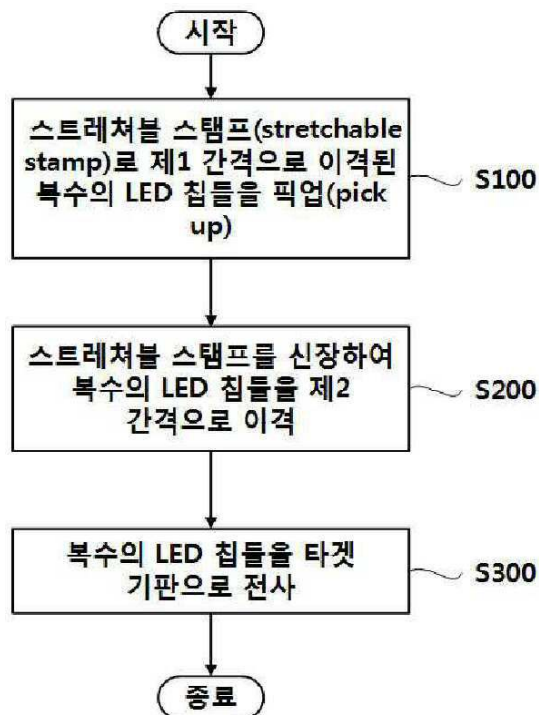 시작
스트레쳐블 스탬프(stretchable
stamp)로 제1 간격으로 이격된
복수의 LED 칩들을 픽업(pick
up)
S100
스트레쳐블 스탬프를 신장하여
복수의 LED 칩들을 제2
간격으로 이격
S200
복수의 LED 칩들을 타겟
기판으로 전사
S300
종료